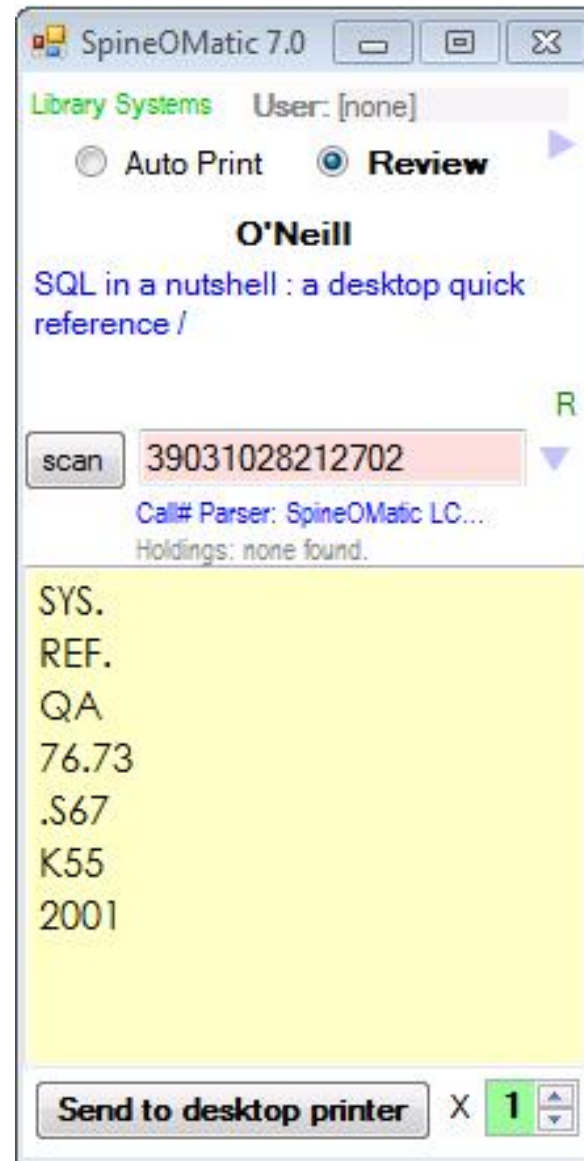 SpineOMatic 7.0
Library Systems User: [none]
Auto Print Review
O'Neill
SQL in a nutshell : a desktop quick
reference /
R
scan 39031028212702
Call# Parser: SpineOMatic LC...
Holdings: none found.
SYS.
REF.
QA
76.73
.S67
K55
2001
Send to desktop printer X 1